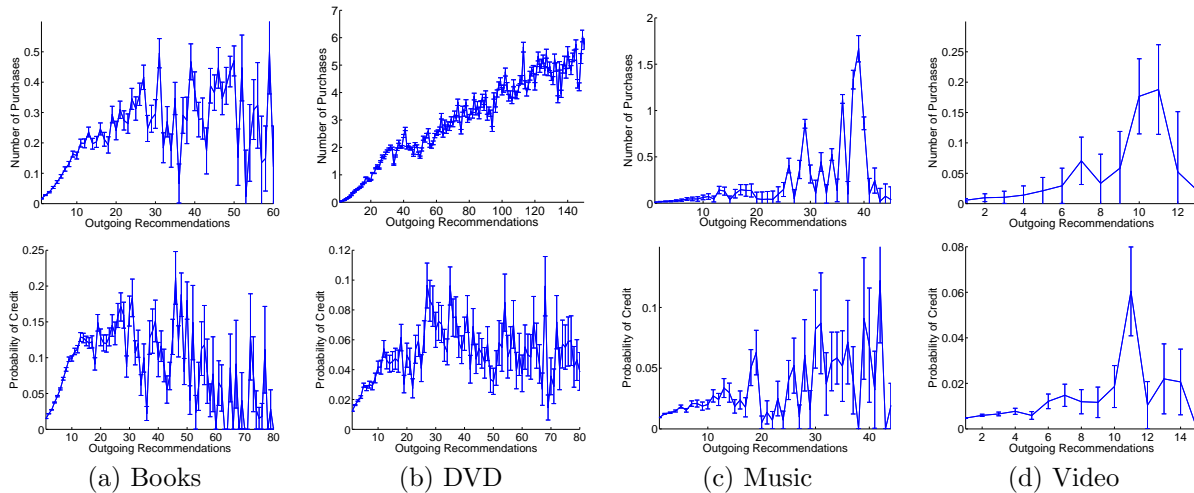 0.5
0.4
0.3
0.2
0.1
0
10 20 30 40 50 60
Number of Purchases
Outgoing Recommendations
7
6
5
4
3
2
1
0
20 40 60 80 100 120 140
Number of Purchases
Outgoing Recommendations
2
1.5
1
0.5
0
10 20 30 40
Number of Purchases
Outgoing Recommendations
0.25
0.2
0.15
0.1
0.05
0
2 4 6 8 10 12
Number of Purchases
Outgoing Recommendations
0.25
0.2
0.15
0.1
0.05
0
10 20 30 40 50 60 70 80
Probability of Credit
Outgoing Recommendations
0.12
0.1
0.08
0.06
0.04
0.02
0
10 20 30 40 50 60 70 80
Probability of Credit
Outgoing Recommendations
0.1
0.05
0
10 20 30 40
Probability of Credit
Outgoing Recommendations
0.08
0.06
0.04
0.02
0
2 4 6 8 10 12 14
Probability of Credit
Outgoing Recommendations
(a) Books
(b) DVD
(c) Music
(d) Video